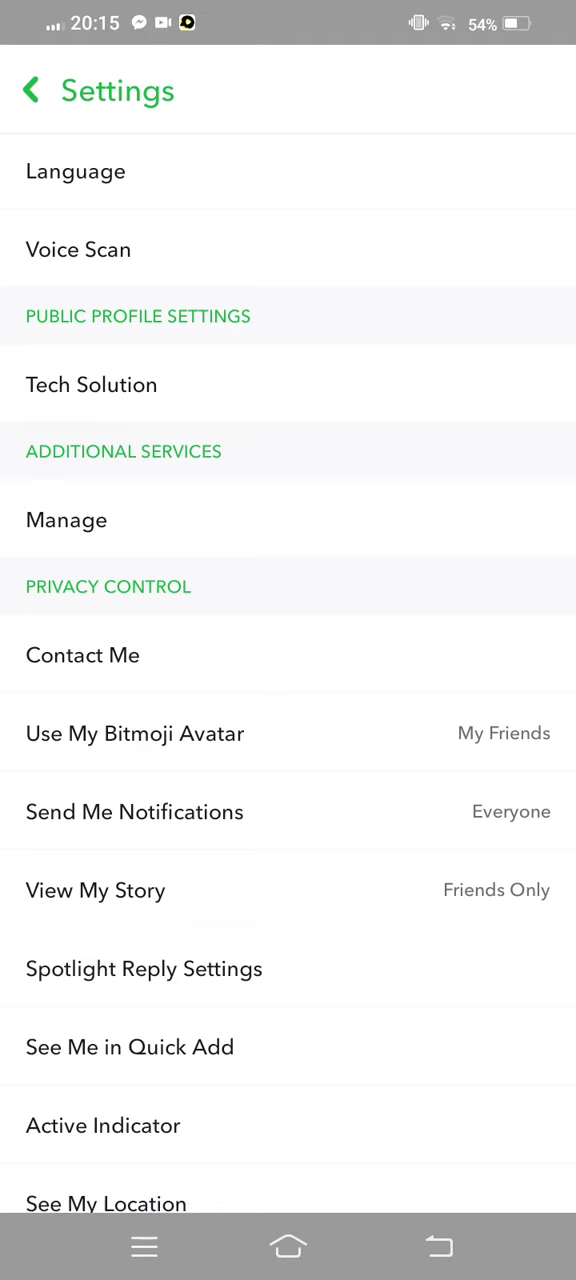 20:15 54%
Settings
Language
Voice Scan
PUBLIC PROFILE SETTINGS
Tech Solution
ADDITIONAL SERVICES
Manage
PRIVACY CONTROL
Contact Me
Use My Bitmoji Avatar My Friends
Send Me Notifications Everyone
View My Story Friends Only
Spotlight Reply Settings
See Me in Quick Add
Active Indicator
See My Location